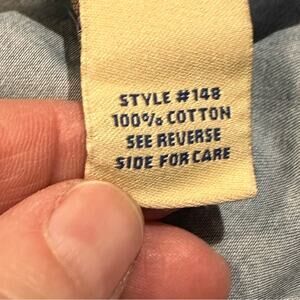 STYLE #148
100% COTTON
SEE REVERSE
SIDE FOR CARE